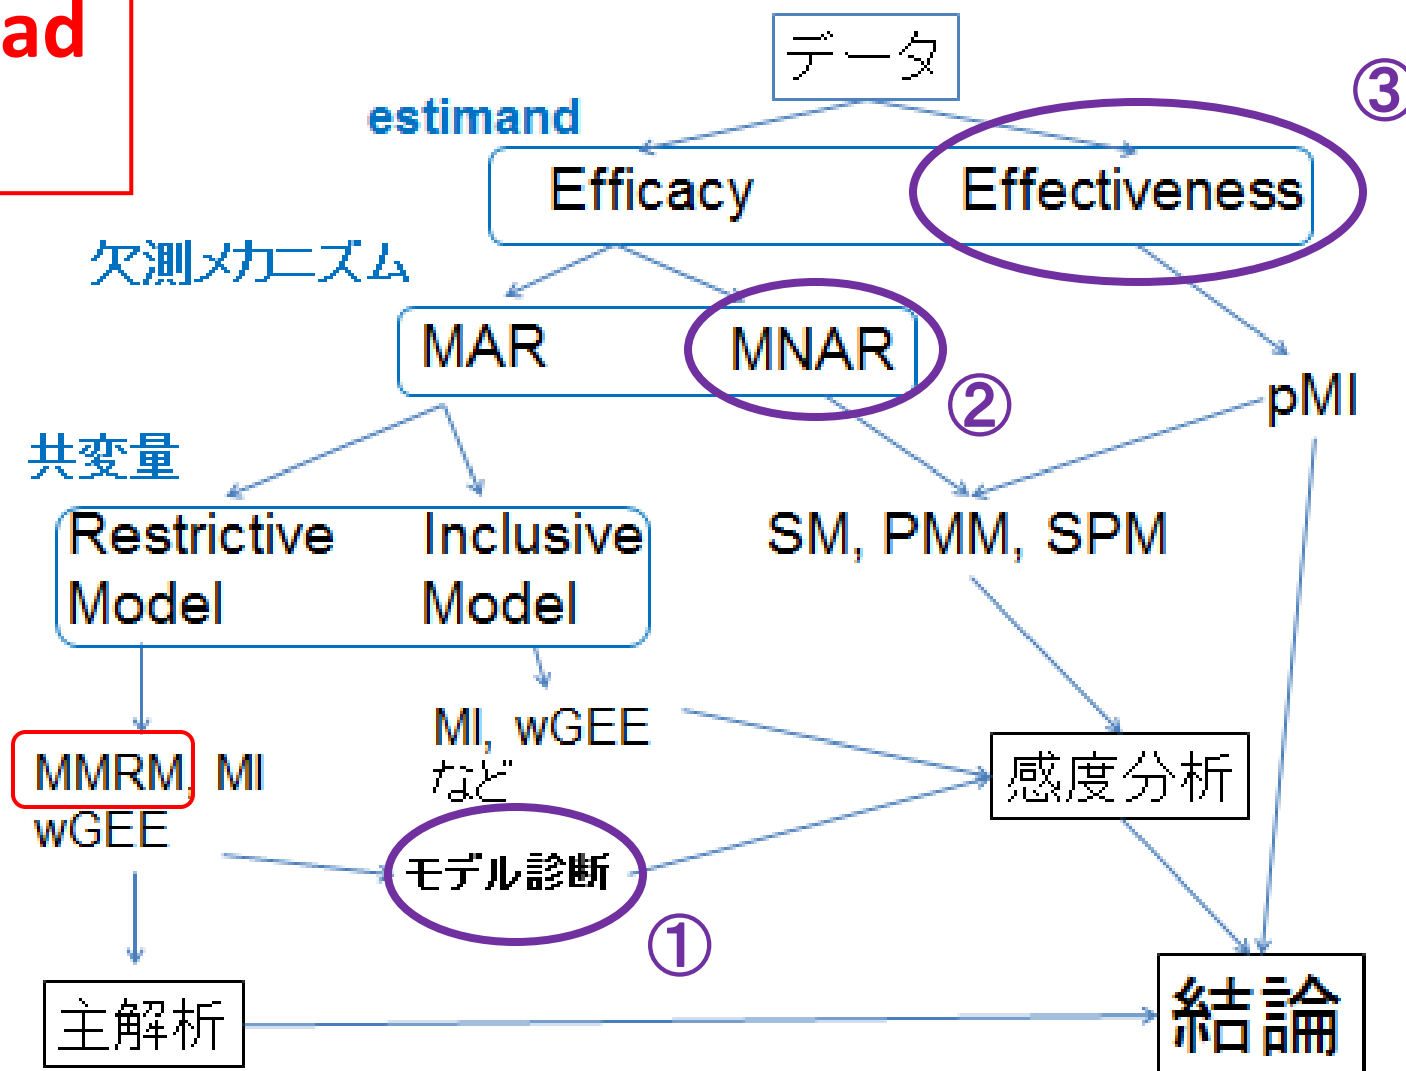 ad
データ
③
estimand
Efficacy
Effectiveness
欠測メカニズム
MAR
MNAR
②
pMI
共変量
Restrictive
Model
Inclusive
Model
SM, PMM, SPM
MMRM, MI
wGEE
MI, wGEE
など
感度分析
モデル診断
①
主解析
結論